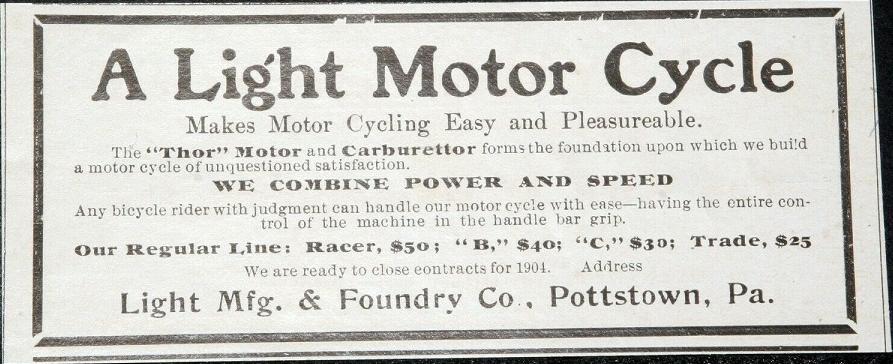 A Light Motor Cycle
Makes Motor Cycling Easy and Pleasureable.
The "Thor" Motor and Carburettor forms the foundation upon which we build
a motor cycle of unquestioned satisfaction.
WE COMBINE POWER AND SPEED
Any bicycle rider with judgment can handle our motor cycle with ease—having the entire con-
trol of the machine in the handle bar grip.
Our Regular Line: Racer, $50; "B," $40; "C," $30; Trade, $25
We are ready to close contracts for 1904. Address
Light Mfg. & Foundry Co., Pottstown, Pa.